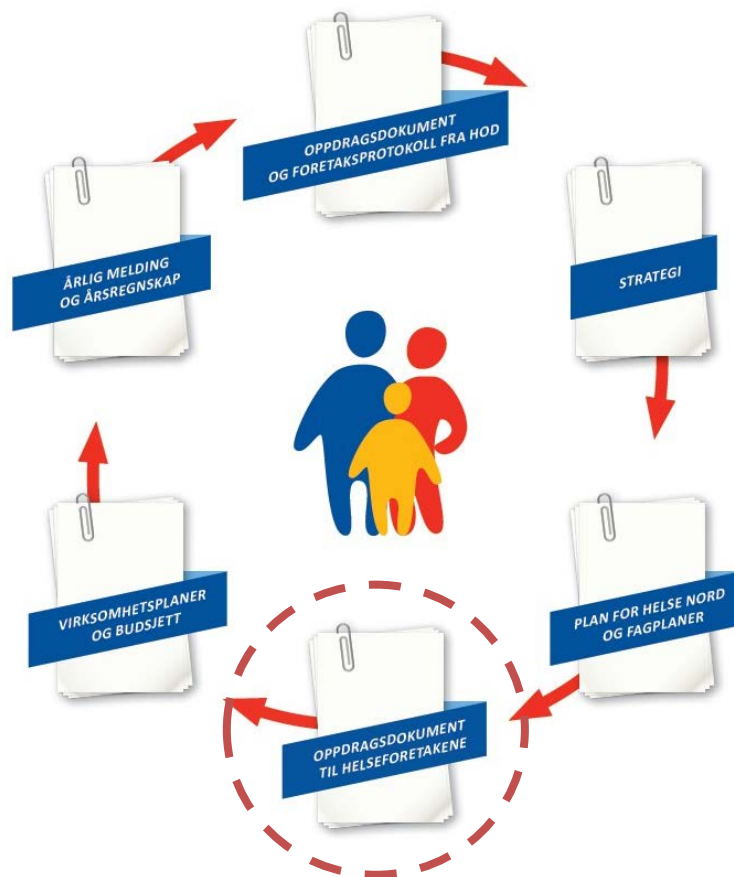 OPPDRAGSDOKUMENT
OG FORETAKSPROTOKOLL FRA HOD
ÅRLIG MELDING
OG ÅRSREGNSKAP
STRATEGI
VIRKSOMHETSPLANER
OG BUDSJETT
PLAN FOR HELSE NORD
OG FAGPLANER
OPPDRAGSDOKUMENT
TIL HELSEFORETAKENE